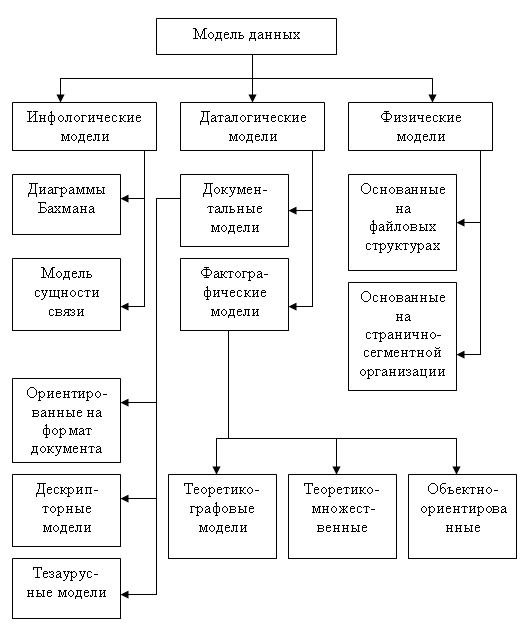 Модель данных
Инфологические
модели
Даталогические
модели
Физические
модели
Диаграммы
Бахмана
Модель
сущности
связи
Докумен-
тальные
модели
Фактогра-
фические
модели
Основанные
на
файловых
структурах
Основанные
на
странично-
сегментной
организации
Ориентиро-
ванные на
формат
документа
Дескрип-
торные
модели
Тезаурус-
ные модели
Теоретико-
графовые
модели
Теоретико-
множест-
венные
Объектно-
ориентирова
нные